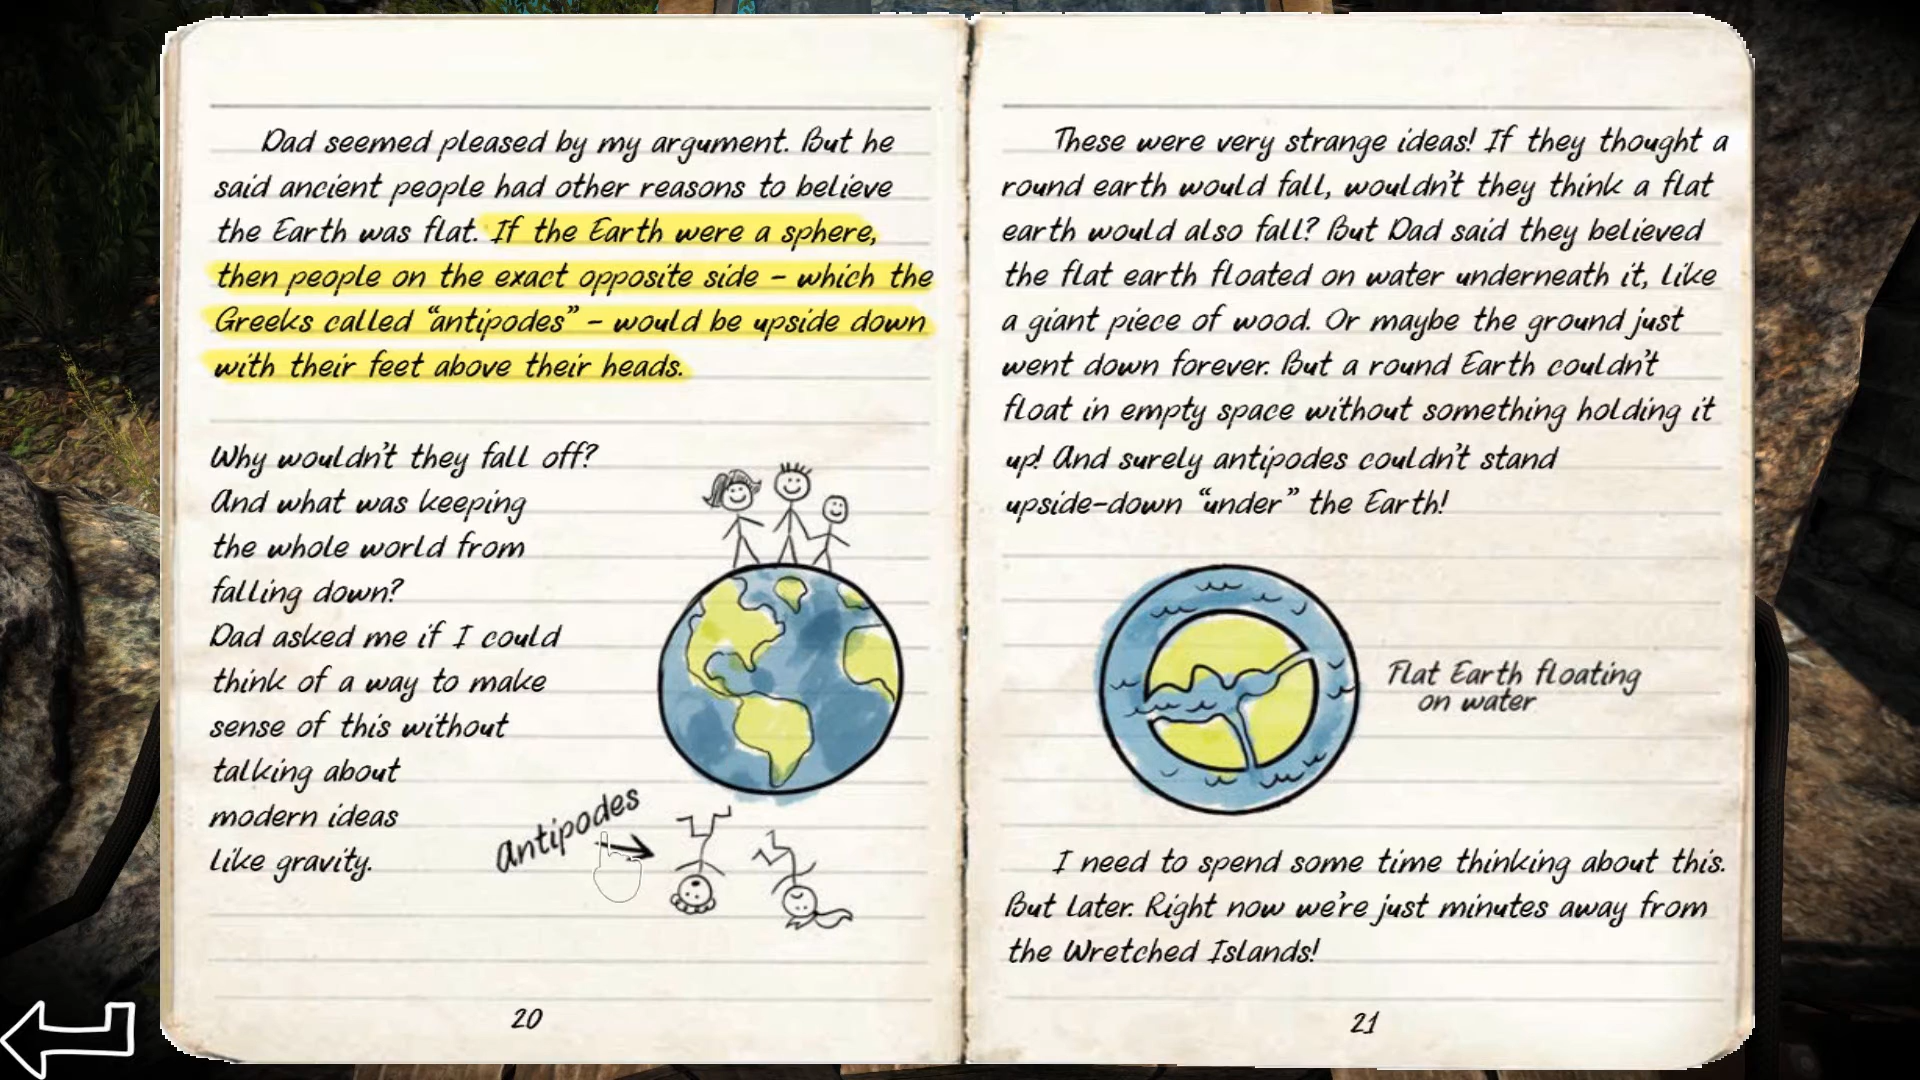 Dad seemed pleased by my argument. But he
said ancient people had other reasons to believe
the Earth was flat. If the Earth were a sphere,
then people on the exact opposite side – which the
Greeks called “antipodes” – would be upside down
with their feet above their heads.
Why wouldn't they fall off?
And what was keeping
the whole world from
falling down?
Dad asked me if I could
think of a way to make
sense of this without
talking about
modern ideas
like gravity.
Antipodes
20
These were very strange ideas! If they thought a
round earth would fall, wouldn't they think a flat
earth would also fall? But Dad said they believed
the flat earth floated on water underneath it, like
a giant piece of wood. Or maybe the ground just
went down forever. But a round Earth couldn't
float in empty space without something holding it
up! And surely antipodes couldn't stand
upside-down “under” the Earth!
Flat Earth floating
on water
I need to spend some time thinking about this.
But Later. Right now we're just minutes away from
the Wretched Islands!
21